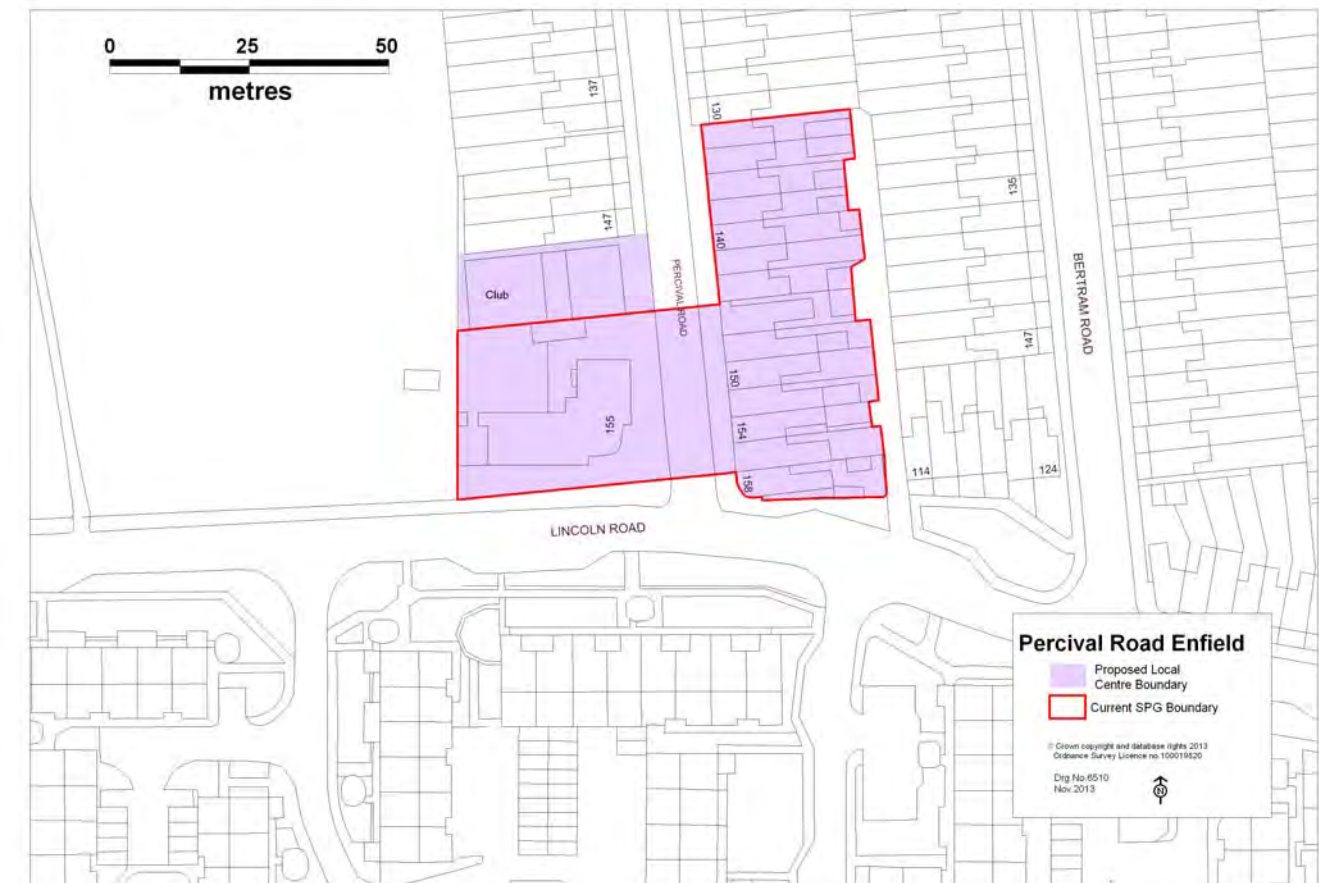 0 25 50
metres
137
130
135
147
140
PERCIVAL ROAD
BERTRAM ROAD
Club
147
150
155
154
158
114
124
LINCOLN ROAD
Percival Road Enfield
Proposed Local
Centre Boundary
Current SPG Boundary
© Crown copyright and database rights 2013
Ordnance Survey Licence no.100019820
Drg.No.6510
Nov.2013
N